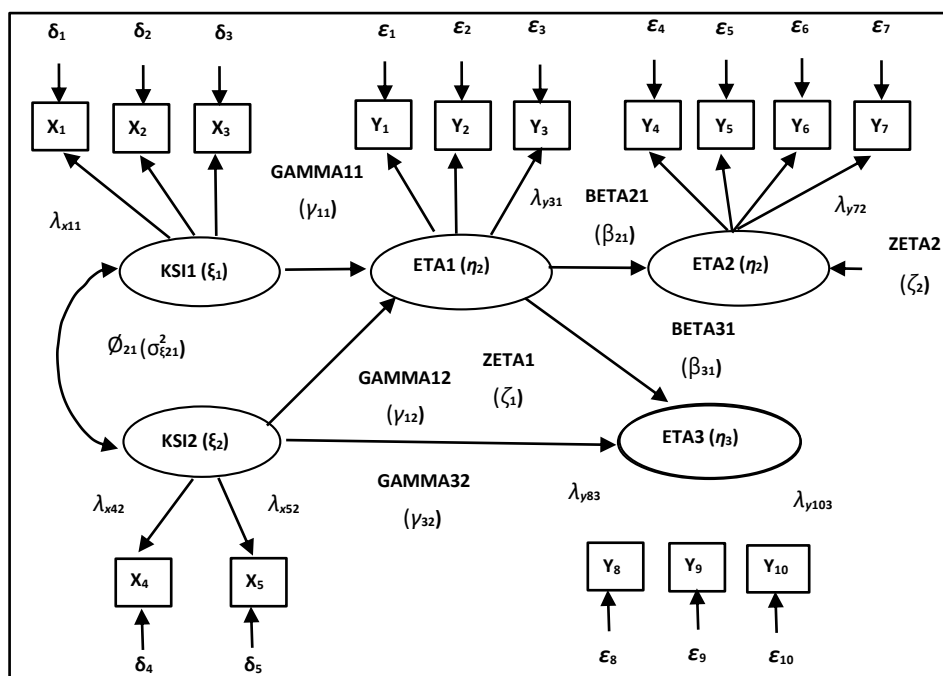 δ₁ δ₂ δ₃ ε₁ ε₂ ε₃ ε₄ ε₅ ε₆ ε₇
X₁ X₂ X₃ Y₁ Y₂ Y₃ Y₄ Y₅ Y₆ Y₇
GAMMA11
(γ₁₁)
λx11
λy31
BETA21
(β₂₁)
λy72
ZETA2
(ζ₂)
KSI1 (ξ₁)
ETA1 (η₂)
ETA2 (η₂)
Ø₂₁ (σ²ξ21)
GAMMA12
(γ₁₂)
ZETA1
(ζ₁)
BETA31
(β₃₁)
KSI2 (ξ₂)
ETA3 (η₃)
GAMMA32
(γ₃₂)
λx42
λx52
λy83
λy103
X₄ X₅ Y₈ Y₉ Y₁₀
δ₄ δ₅ ε₈ ε₉ ε₁₀